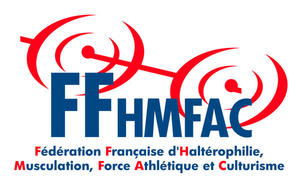 FFHMFAC
Fédération Française d'Haltérophilie,
Musculation, Force Athlétique et Culturisme